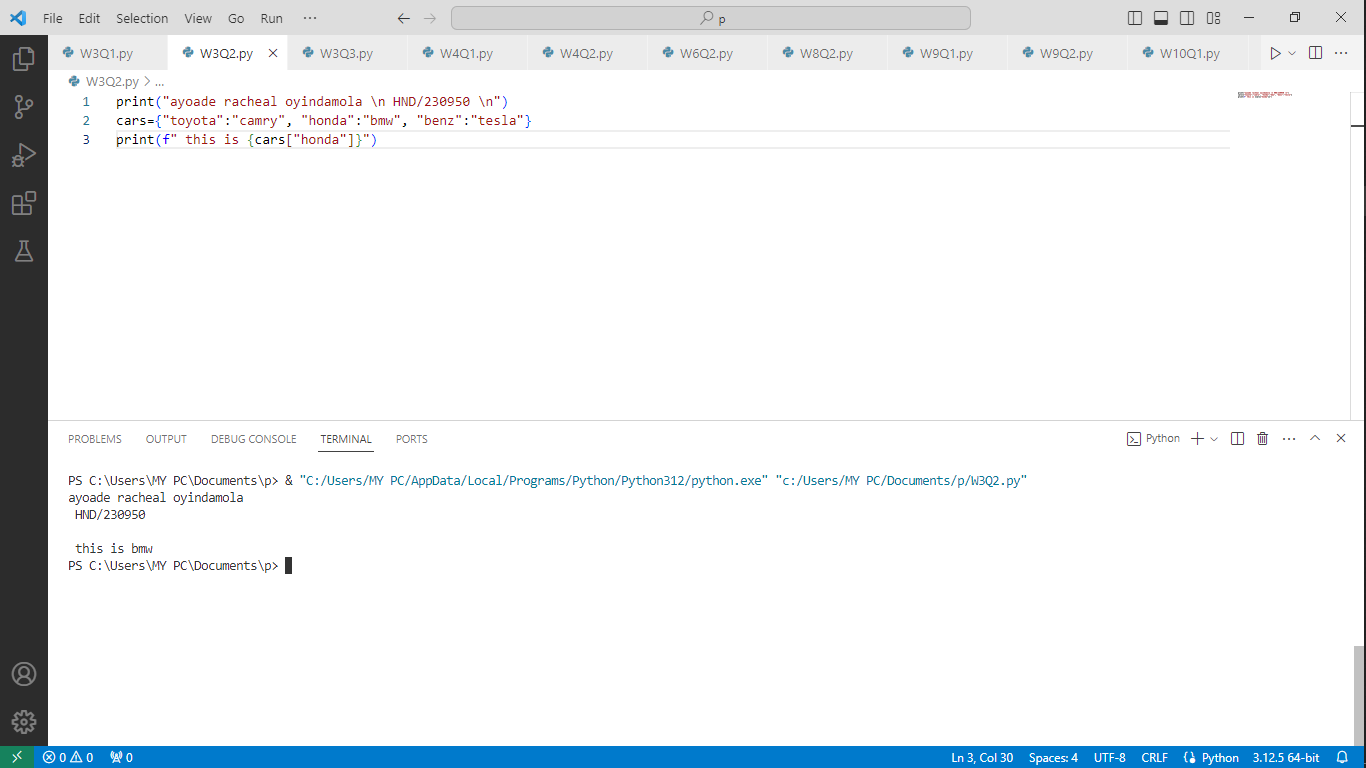 File Edit Selection View Go Run ··· p
W3Q1.py W3Q2.py W3Q3.py W4Q1.py W4Q2.py W6Q2.py W8Q2.py W9Q1.py W9Q2.py W10Q1.py
W3Q2.py > ...
1 print("ayoade racheal oyindamola \n HND/230950 \n")
2 cars={"toyota":"camry", "honda":"bmw", "benz":"tesla"}
3 print(f" this is {cars["honda"]}")
PROBLEMS OUTPUT DEBUG CONSOLE TERMINAL PORTS Python
PS C:\Users\MY PC\Documents\p> & "C:/Users/MY PC/AppData/Local/Programs/Python/Python312/python.exe" "c:/Users/MY PC/Documents/p/W3Q2.py"
ayoade racheal oyindamola
HND/230950
this is bmw
PS C:\Users\MY PC\Documents\p>
0 0 0 Ln 3, Col 30 Spaces: 4 UTF-8 CRLF Python 3.12.5 64-bit